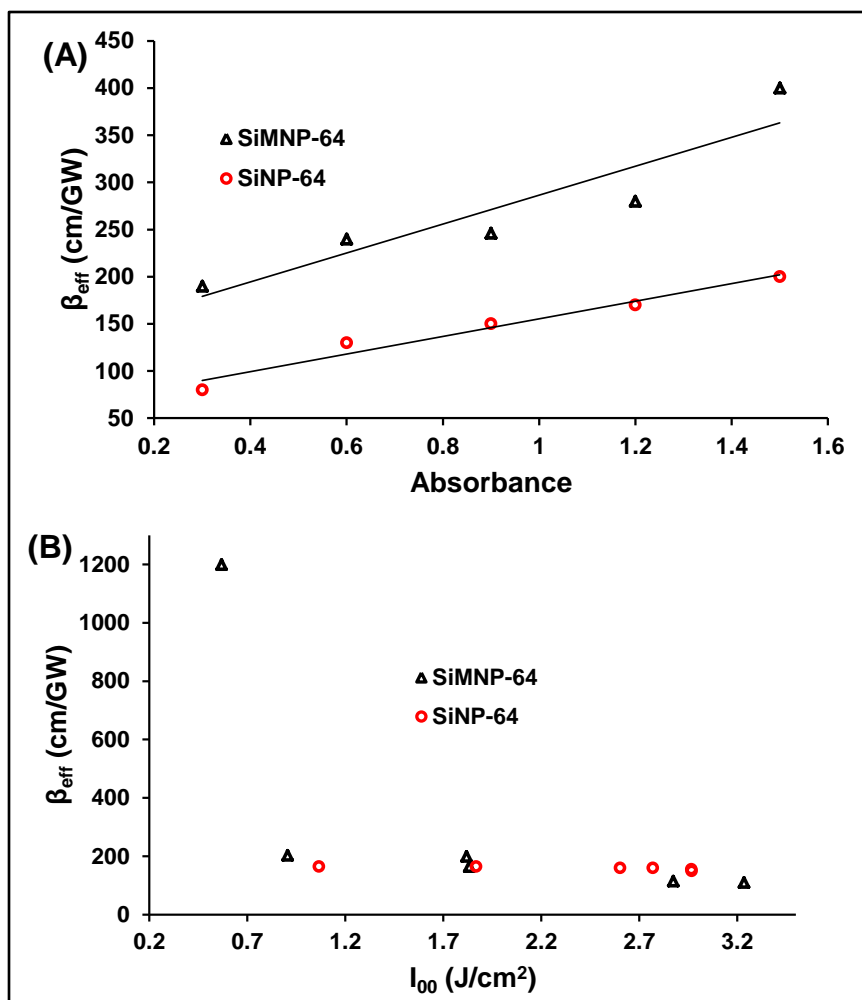 (A)
450
400
350
300
250
200
150
100
50
βeff (cm/GW)
SiMNP-64
SiNP-64
0.2 0.4 0.6 0.8 1 1.2 1.4 1.6
Absorbance
(B)
1200
1000
800
600
400
200
0
βeff (cm/GW)
SiMNP-64
SiNP-64
0.2 0.7 1.2 1.7 2.2 2.7 3.2
I00 (J/cm²)